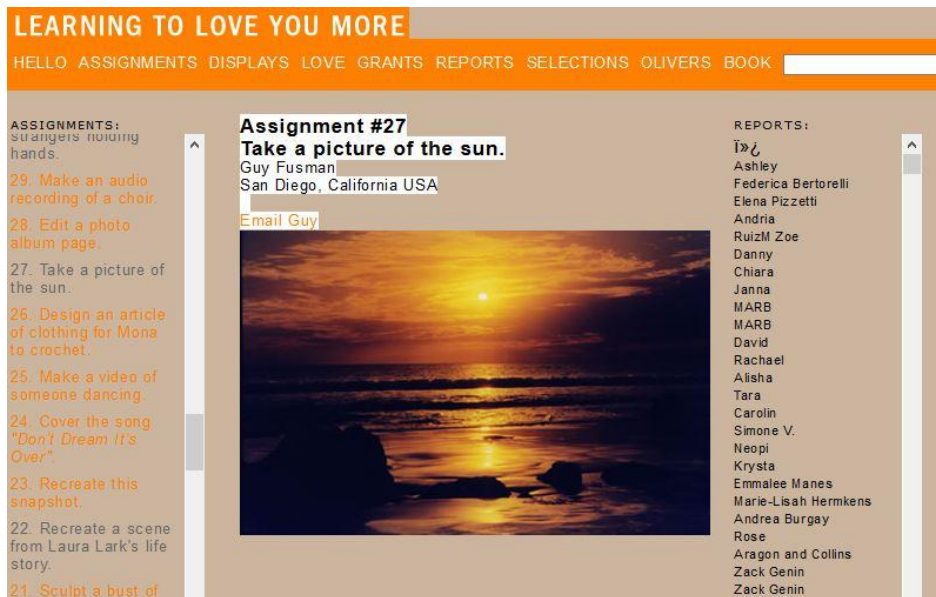 LEARNING TO LOVE YOU MORE
HELLO ASSIGNMENTS DISPLAYS LOVE GRANTS REPORTS SELECTIONS OLIVERS BOOK
ASSIGNMENTS:
strangers holding
hands.
29. Make an audio
recording of a choir.
28. Edit a photo
album page.
27. Take a picture of
the sun.
26. Design an article
of clothing for Mona
to crochet.
25. Make a video of
someone dancing.
24. Cover the song
"Don't Dream It's
Over".
23. Recreate this
snapshot.
22. Recreate a scene
from Laura Lark's life
story.
21. Sculpt a bust of
Assignment #27
Take a picture of the sun.
Guy Fusman
San Diego, California USA
Email Guy
REPORTS:
ï»¿
Ashley
Federica Bertorelli
Elena Pizzetti
Andria
RuizM Zoe
Danny
Chiara
Janna
MARB
MARB
David
Rachael
Alisha
Tara
Carolin
Simone V.
Neopi
Krysta
Emmalee Manes
Marie-Lisah Hermkens
Andrea Burgay
Rose
Aragon and Collins
Zack Genin
Zack Genin